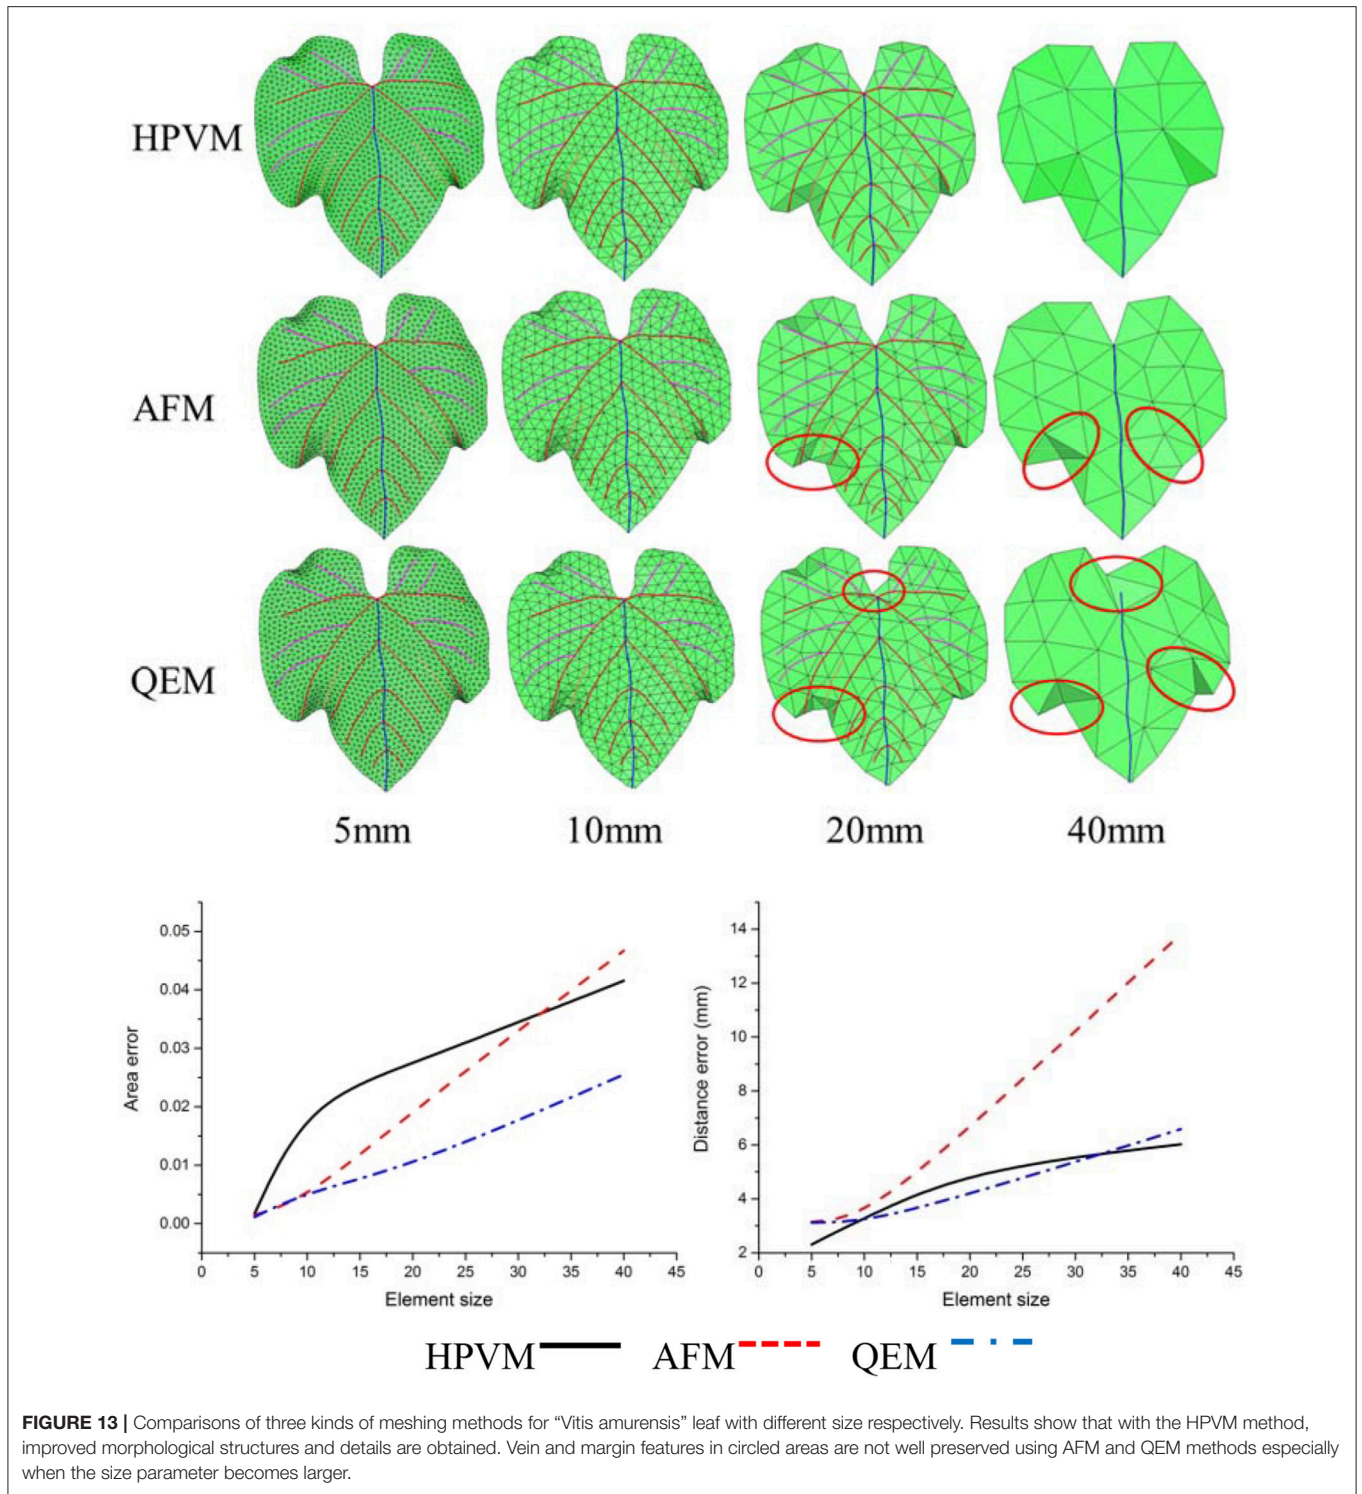 HPVM
AFM
QEM
5mm 10mm 20mm 40mm
0.05
0.04
0.03
0.02
0.01
0.00
Area error
0 5 10 15 20 25 30 35 40 45
Element size
14
12
10
8
6
4
2
Distance error (mm)
0 5 10 15 20 25 30 35 40 45
Element size
HPVM AFM QEM
FIGURE 13 | Comparisons of three kinds of meshing methods for “Vitis amurensis” leaf with different size respectively. Results show that with the HPVM method,
improved morphological structures and details are obtained. Vein and margin features in circled areas are not well preserved using AFM and QEM methods especially
when the size parameter becomes larger.